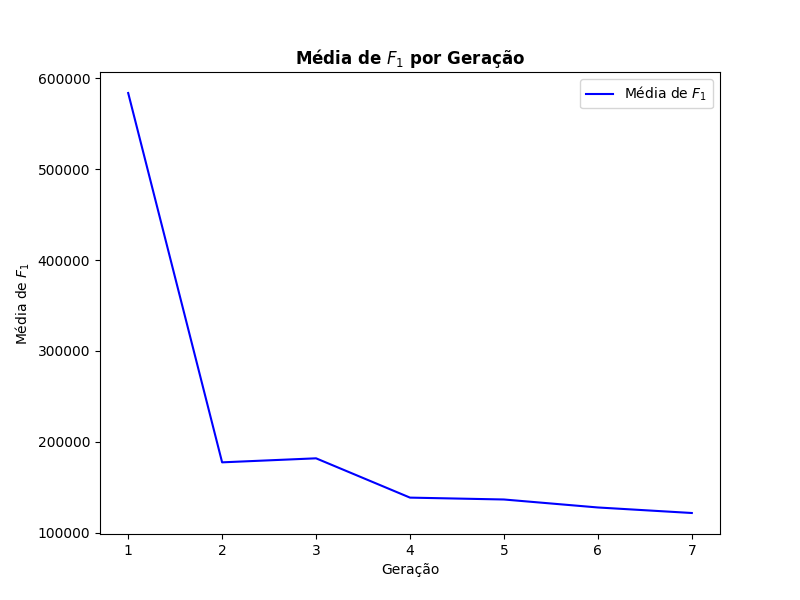 Média de F₁ por Geração
Média de F₁
600000
500000
400000
300000
200000
100000
Média de F₁
1 2 3 4 5 6 7
Geração